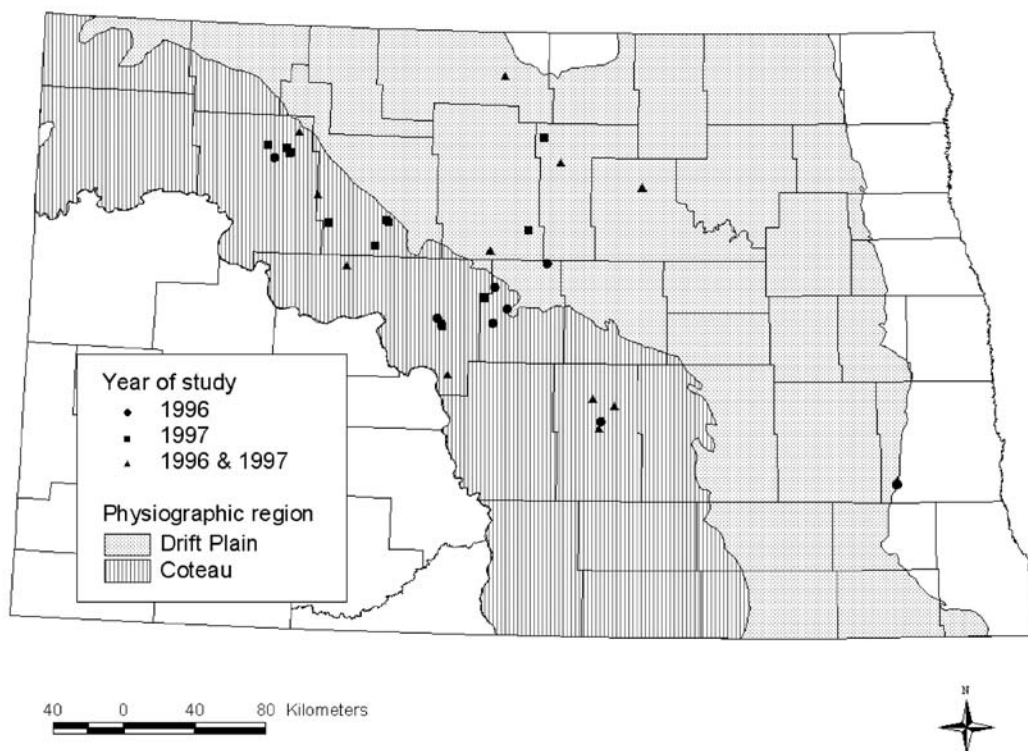 Year of study
1996
1997
1996 & 1997
Physiographic region
Drift Plain
Coteau
40 0 40 80 Kilometers
N